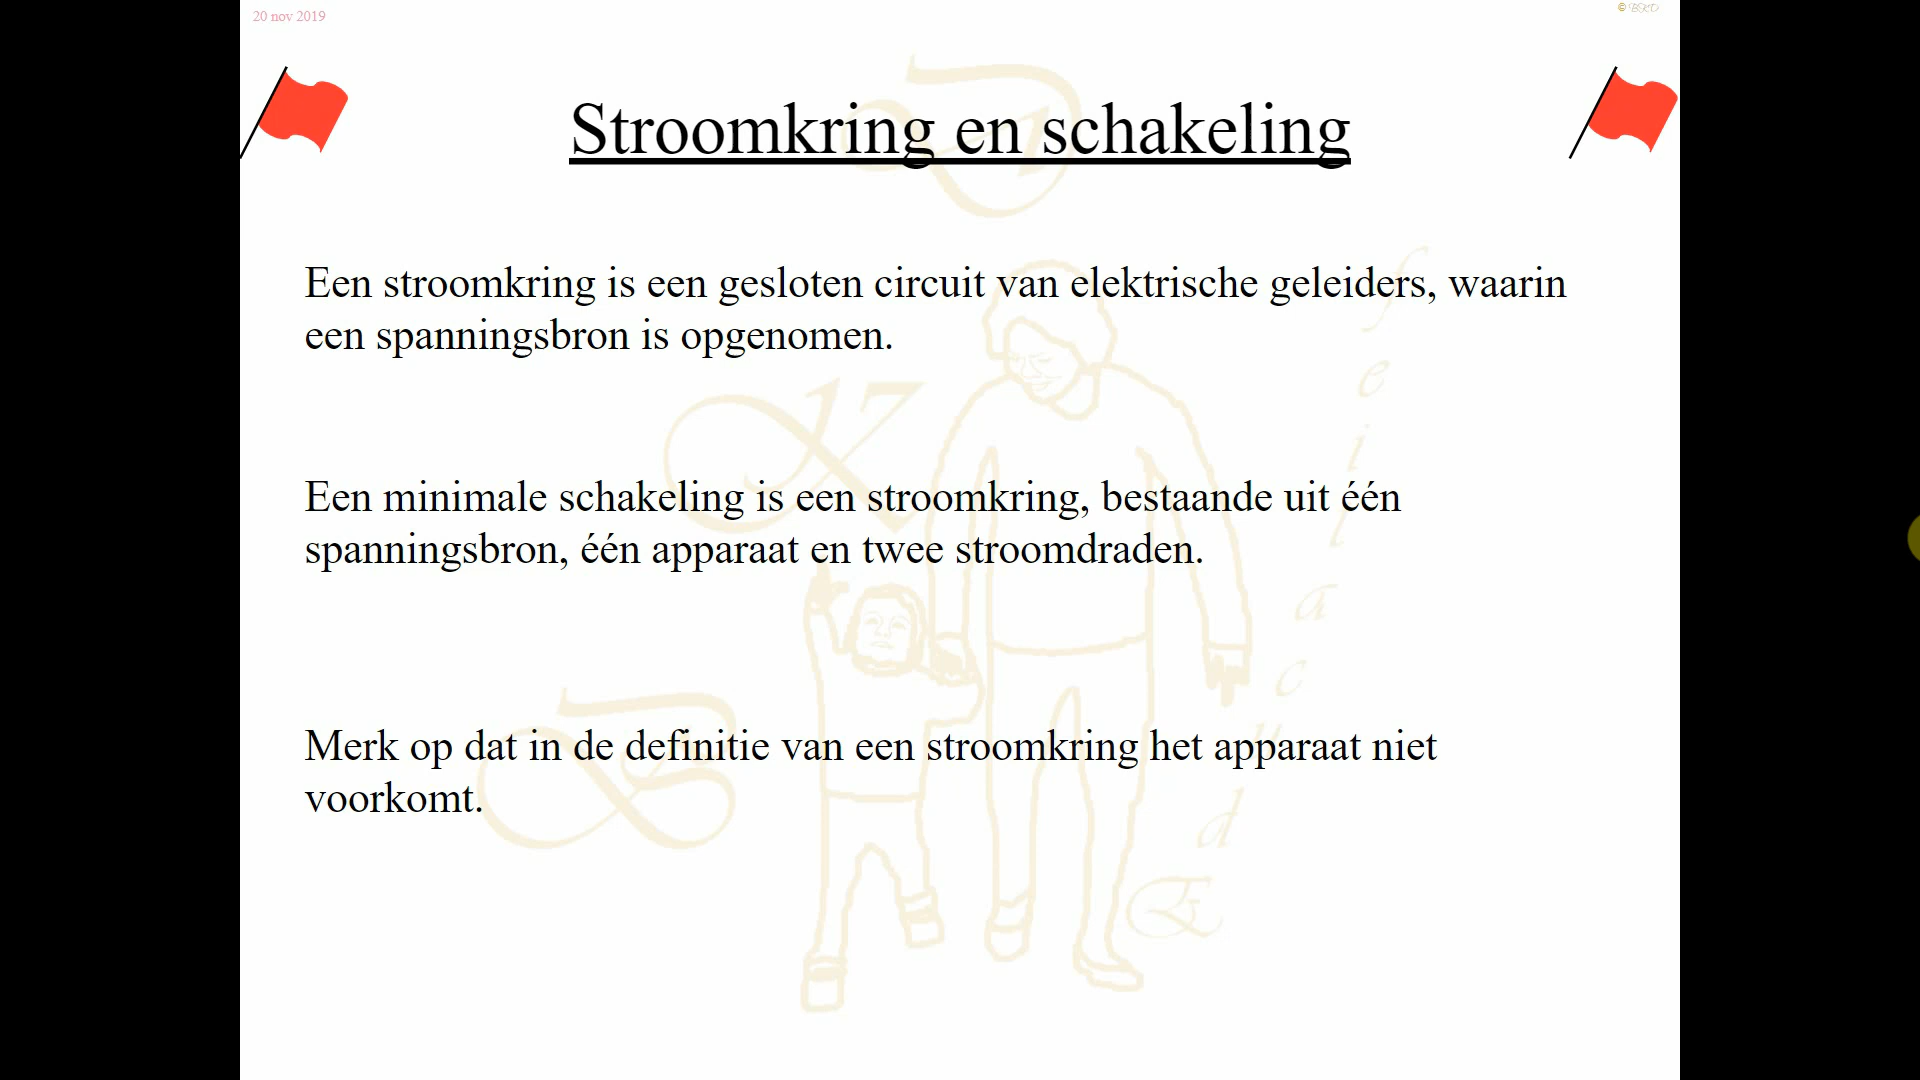 20 nov 2019
© BKD
Stroomkring en schakeling
Een stroomkring is een gesloten circuit van elektrische geleiders, waarin
een spanningsbron is opgenomen.
Een minimale schakeling is een stroomkring, bestaande uit één
spanningsbron, één apparaat en twee stroomdraden.
Merk op dat in de definitie van een stroomkring het apparaat niet
voorkomt.
B K D
Educalief